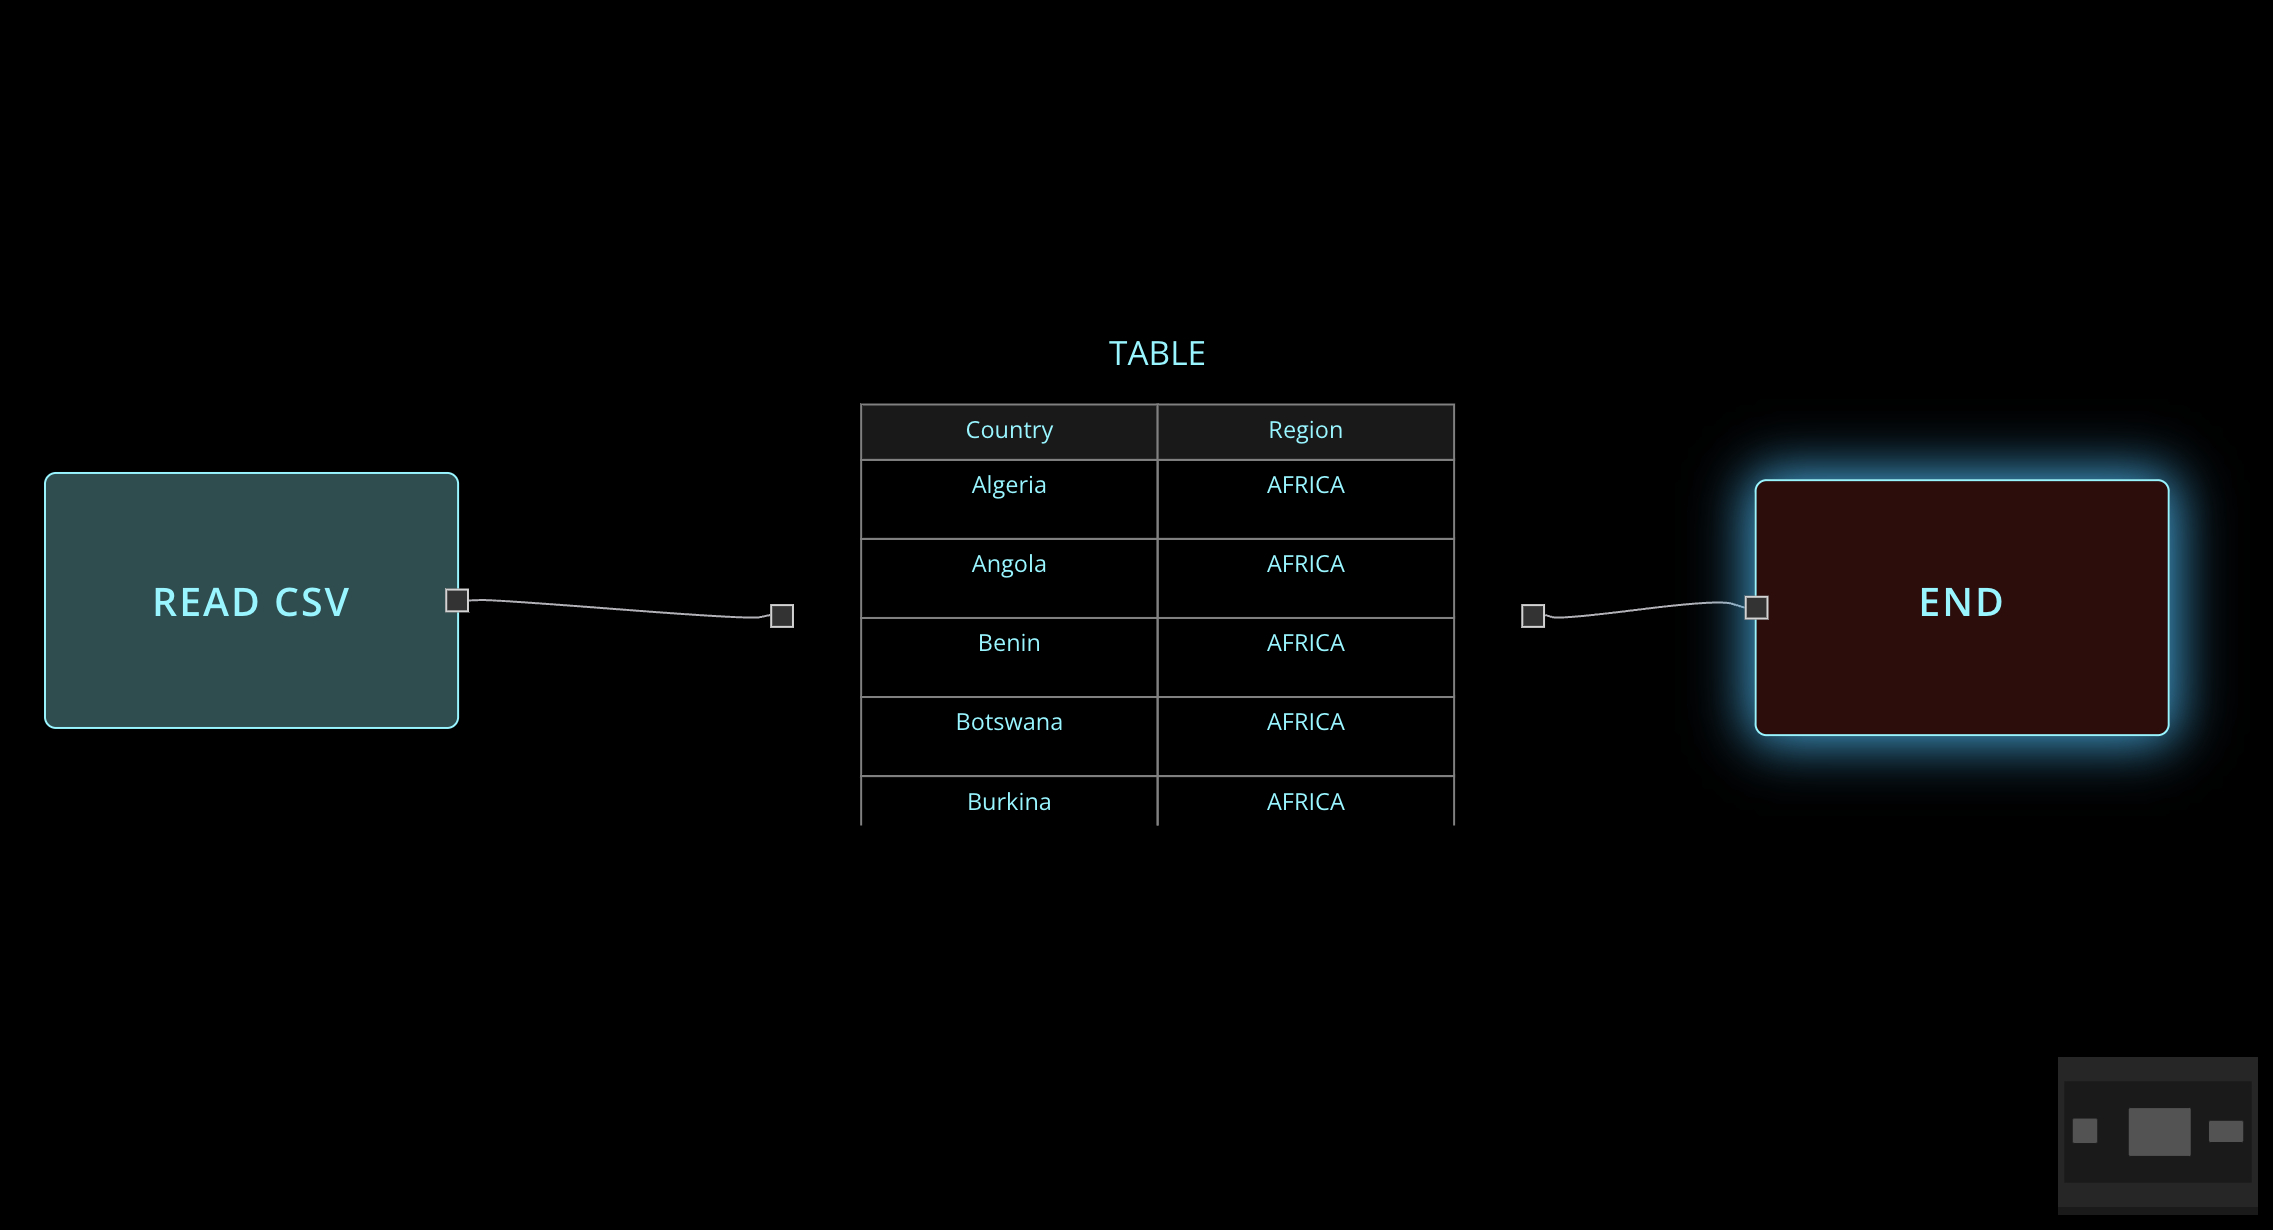 TABLE
Country Region
Algeria AFRICA
Angola AFRICA
READ CSV
END
Benin AFRICA
Botswana AFRICA
Burkina AFRICA